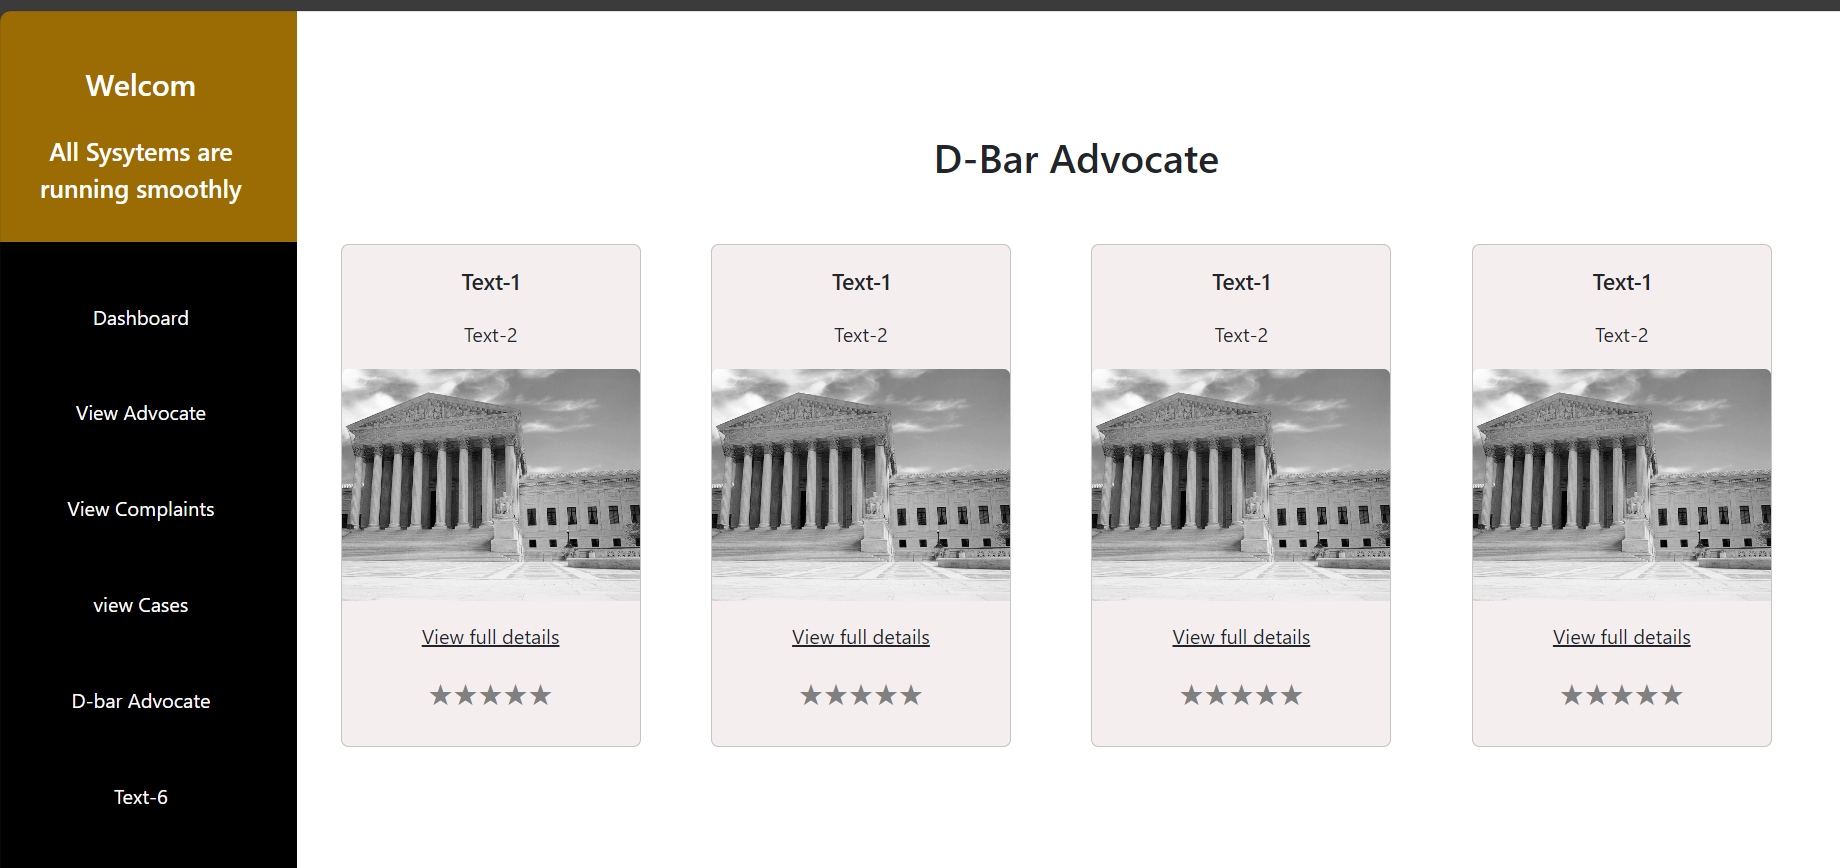 Welcom
All Sysytems are
running smoothly
Dashboard
View Advocate
View Complaints
view Cases
D-bar Advocate
Text-6
D-Bar Advocate
Text-1
Text-2
View full details
★★★★★
Text-1
Text-2
View full details
★★★★★
Text-1
Text-2
View full details
★★★★★
Text-1
Text-2
View full details
★★★★★